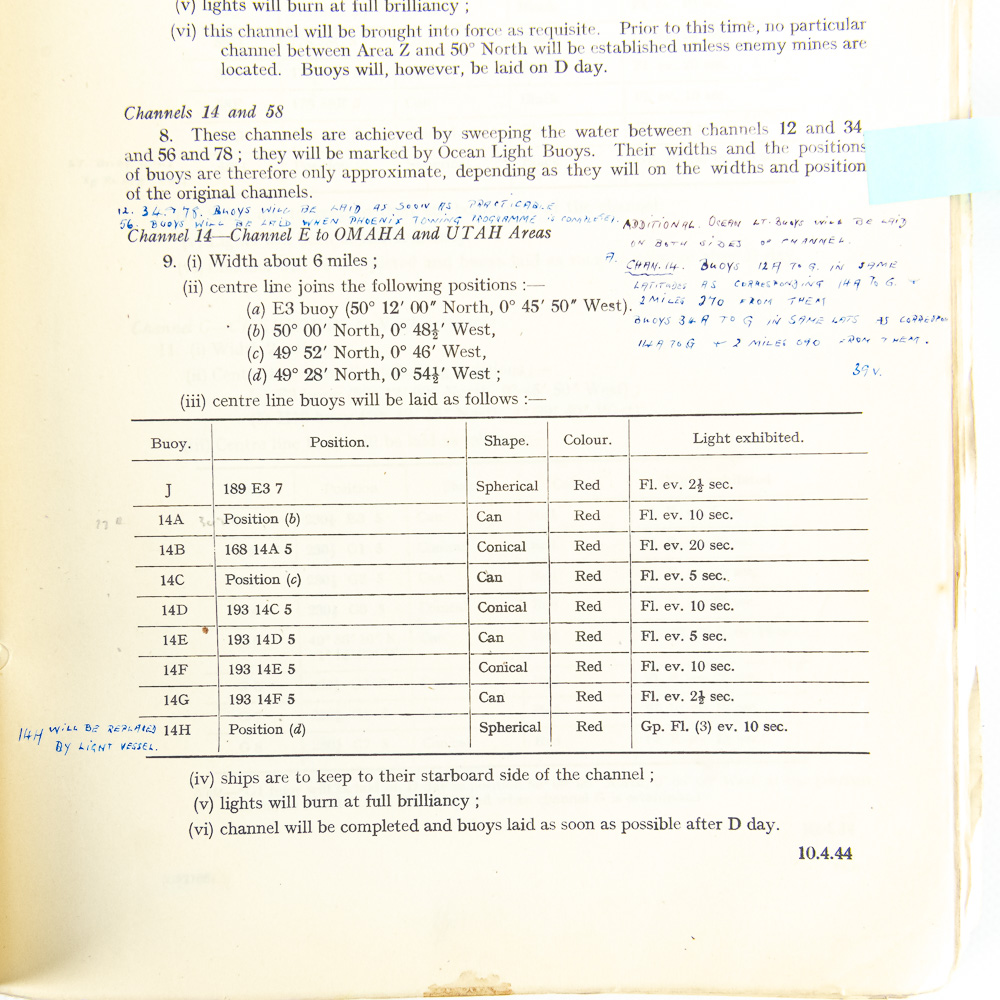 (v) lights will burn at full brilliancy ;
(vi) this channel will be brought into force as requisite. Prior to this time, no particular
channel between Area Z and 50° North will be established unless enemy mines are
located. Buoys will, however, be laid on D day.
Channels 14 and 58
8. These channels are achieved by sweeping the water between channels 12 and 34
and 56 and 78 ; they will be marked by Ocean Light Buoys. Their widths and the positions
of buoys are therefore only approximate, depending as they will on the widths and position
of the original channels.
12. 34. & 78. BUOYS WILL BE LAID AS SOON AS PRACTICABLE
56. BUOYS WILL BE LAID WHEN PHOENIX TOWING PROGRAMME IS COMPLETE.
ADDITIONAL OCEAN LT. BUOYS WILL BE LAID
ON BOTH SIDES OF CHANNEL.
Channel 14—Channel E to OMAHA and UTAH Areas
9. CHAN. 14. BUOYS 12A TO G. IN SAME
LATITUDES AS CORRESPONDING 14A TO G. +
2 MILES 270 FROM THEM
BUOYS 34A TO G IN SAME LATS AS CORRESPON
14A TO G + 2 MILES 090 FROM THEM.
39 v.
9. (i) Width about 6 miles ;
(ii) centre line joins the following positions :—
(a) E3 buoy (50° 12′ 00″ North, 0° 45′ 50″ West).
(b) 50° 00′ North, 0° 48½′ West,
(c) 49° 52′ North, 0° 46′ West,
(d) 49° 28′ North, 0° 54½′ West ;
(iii) centre line buoys will be laid as follows :—
Buoy. Position. Shape. Colour. Light exhibited.
J 189 E3 7 Spherical Red Fl. ev. 2½ sec.
14A Position (b) Can Red Fl. ev. 10 sec.
14B 168 14A 5 Conical Red Fl. ev. 20 sec.
14C Position (c) Can Red Fl. ev. 5 sec.
14D 193 14C 5 Conical Red Fl. ev. 10 sec.
14E 193 14D 5 Can Red Fl. ev. 5 sec.
14F 193 14E 5 Conical Red Fl. ev. 10 sec.
14G 193 14F 5 Can Red Fl. ev. 2½ sec.
14H Position (d) Spherical Red Gp. Fl. (3) ev. 10 sec.
14H WILL BE REPLACED
BY LIGHT VESSEL.
(iv) ships are to keep to their starboard side of the channel ;
(v) lights will burn at full brilliancy ;
(vi) channel will be completed and buoys laid as soon as possible after D day.
10.4.44